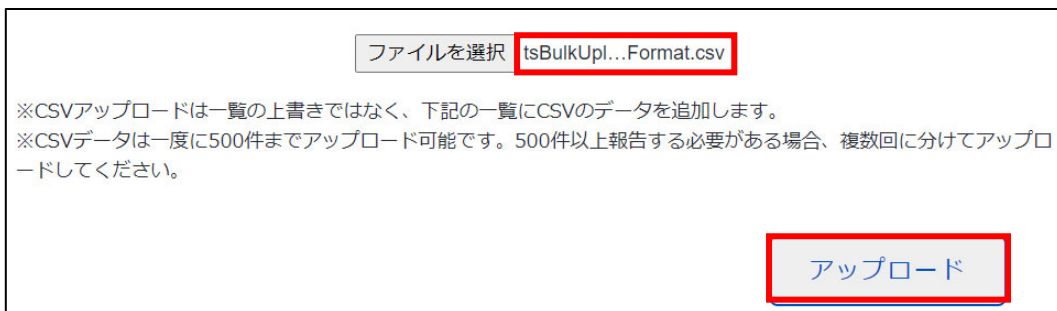 ファイルを選択 tsBulkUpl...Format.csv
※CSVアップロードは一覧の上書きではなく、下記の一覧にCSVのデータを追加します。
※CSVデータは一度に500件までアップロード可能です。500件以上報告する必要がある場合、複数回に分けてアップロ
ードしてください。
アップロード